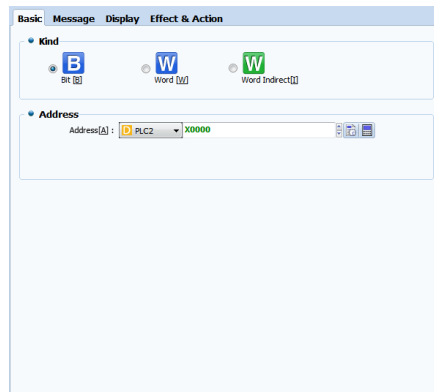 Basic Message Display Effect & Action
Kind
B W W
Bit [B] Word [W] Word Indirect[I]
Address
Address[A] : D PLC2 X0000